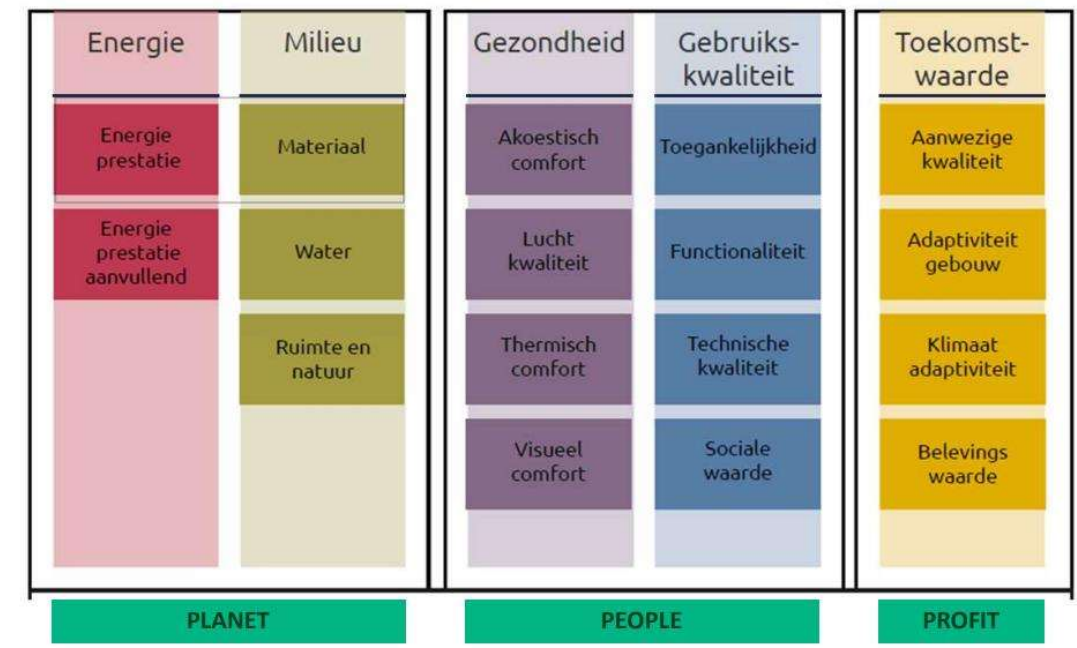 Energie
Energie
prestatie
Energie
prestatie
aanvullend
Milieu
Materiaal
Water
Ruimte en
natuur
PLANET
Gezondheid
Akoestisch
comfort
Lucht
kwaliteit
Thermisch
comfort
Visueel
comfort
Gebruiks-
kwaliteit
Toegankelijkheid
Functionaliteit
Technische
kwaliteit
Sociale
waarde
PEOPLE
Toekomst-
waarde
Aanwezige
kwaliteit
Adaptiviteit
gebouw
Klimaat
adaptiviteit
Belevings
waarde
PROFIT